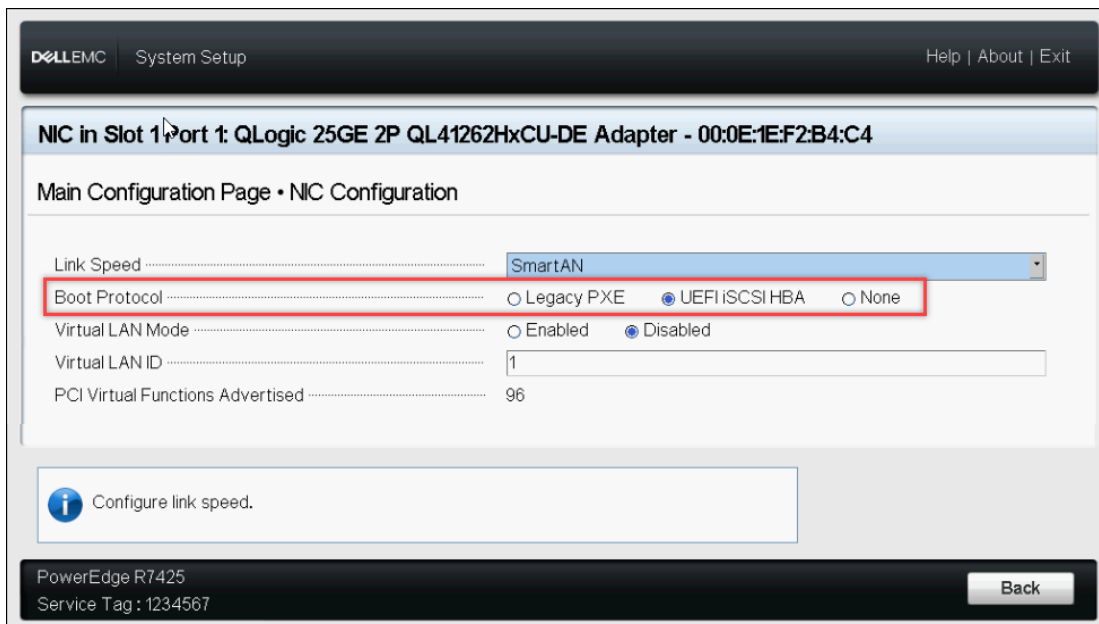 DELLEMC System Setup Help | About | Exit
NIC in Slot 1 Port 1: QLogic 25GE 2P QL41262HxCU-DE Adapter - 00:0E:1E:F2:B4:C4
Main Configuration Page • NIC Configuration
Link Speed SmartAN
Boot Protocol Legacy PXE UEFI iSCSI HBA None
Virtual LAN Mode Enabled Disabled
Virtual LAN ID 1
PCI Virtual Functions Advertised 96
Configure link speed.
PowerEdge R7425
Service Tag : 1234567
Back